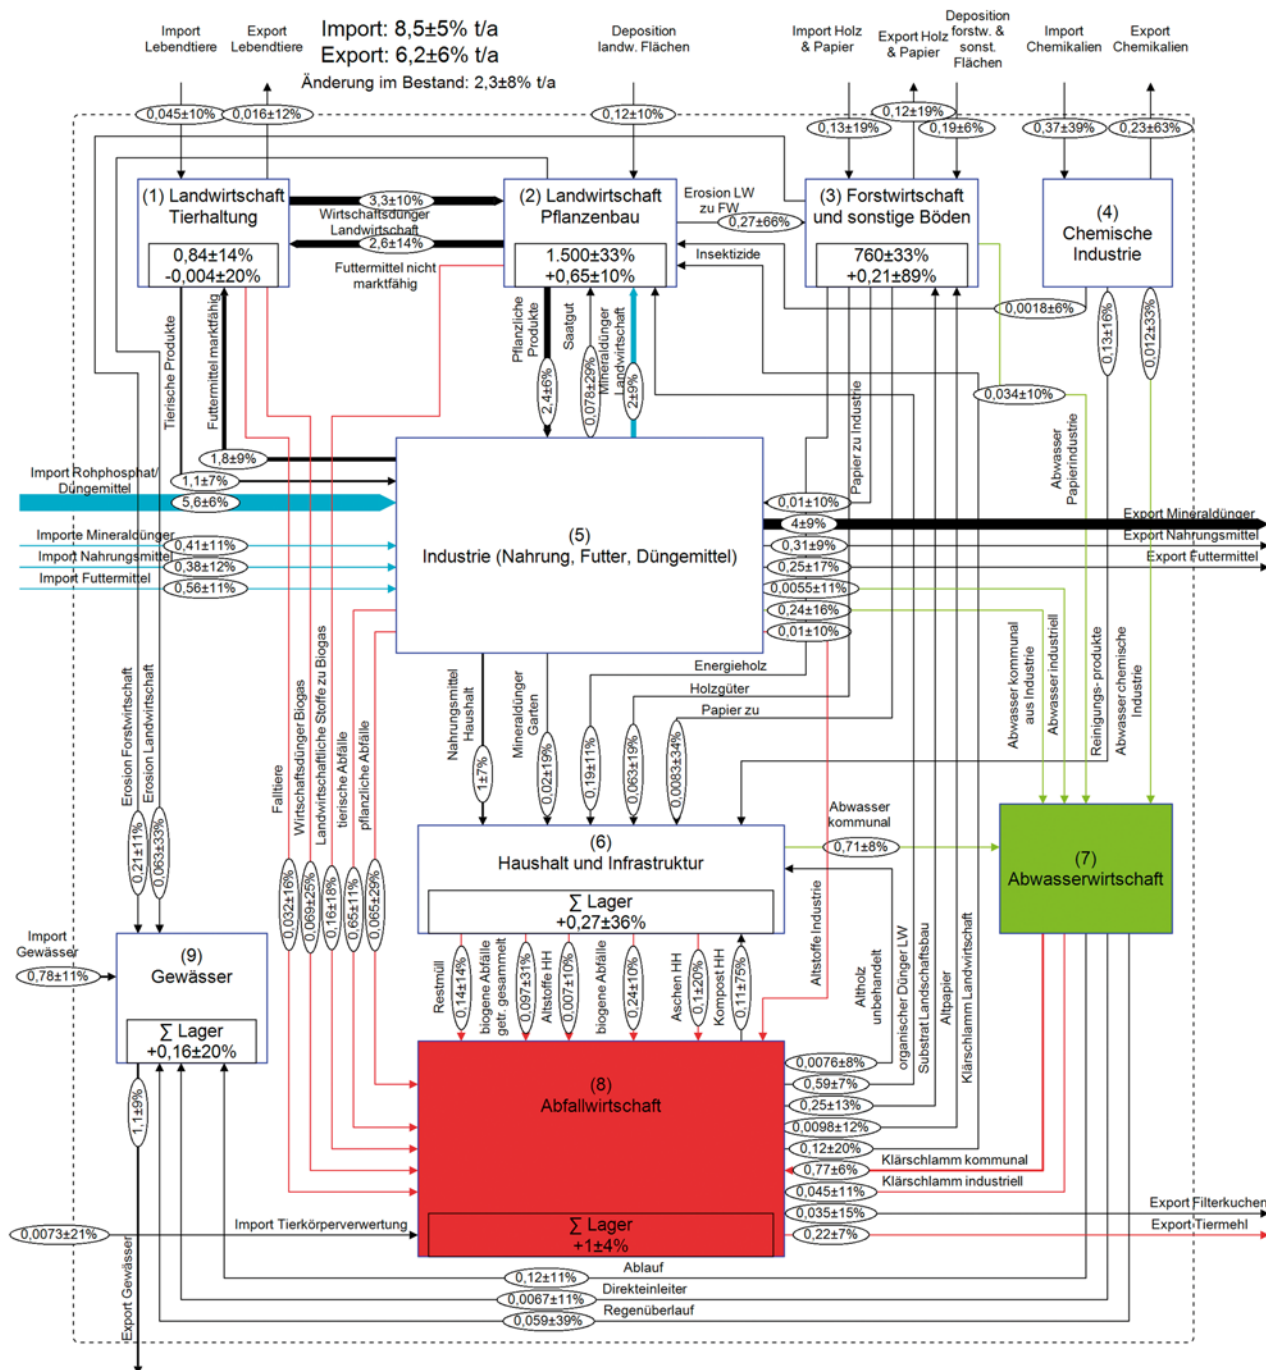 Import
Lebendtiere
Export
Lebendtiere
Import: 8,5±5% t/a
Export: 6,2±6% t/a
Änderung im Bestand: 2,3±8% t/a
Deposition
landw. Flächen
Import Holz
& Papier
Export Holz
& Papier
Deposition
forstw. &
sonst.
Flächen
Import
Chemikalien
Export
Chemikalien
0,045±10%
0,016±12%
0,12±10%
0,13±19%
0,12±19%
0,19±6%
0,37±39%
0,23±63%
(1) Landwirtschaft
Tierhaltung
0,84±14%
-0,004±20%
3,3±10%
Wirtschaftsdünger
Landwirtschaft
2,6±14%
Futtermittel nicht
marktfähig
(2) Landwirtschaft
Pflanzenbau
1.500±33%
+0,65±10%
Erosion LW
zu FW
0,27±66%
Insektizide
(3) Forstwirtschaft
und sonstige Böden
760±33%
+0,21±89%
(4)
Chemische
Industrie
0,0018±6%
0,13±16%
0,012±33%
0,034±10%
Tierische Produkte
Futtermittel marktfähig
Pflanzliche
Produkte
2,4±6%
Saatgut
0,078±29%
Mineraldünger
Landwirtschaft
2±9%
Papier zu Industrie
Abwasser
Papierindustrie
1,8±9%
1,1±7%
Import Rohphosphat/
Düngemittel
5,6±6%
Importe Mineraldünger
0,41±11%
Import Nahrungsmittel
0,38±12%
Import Futtermittel
0,56±11%
(5)
Industrie (Nahrung, Futter, Düngemittel)
0,01±10%
4±9%
Export Mineraldünger
0,31±9%
Export Nahrungsmittel
0,25±17%
Export Futtermittel
0,0055±11%
0,24±16%
0,01±10%
Erosion Forstwirtschaft
0,21±11%
Erosion Landwirtschaft
0,063±33%
Falltiere
0,032±16%
Wirtschaftsdünger Biogas
0,069±25%
Landwirtschaftliche Stoffe zu Biogas
0,16±18%
tierische Abfälle
0,65±11%
pflanzliche Abfälle
0,065±29%
Nahrungsmittel
Haushalt
1±7%
Mineraldünger
Garten
0,02±19%
Energieholz
0,19±11%
Holzgüter
0,063±19%
Papier zu
0,0083±34%
Abwasser kommunal
aus Industrie
Abwasser industriell
Reinigungs- produkte
Abwasser chemische
Industrie
(6)
Haushalt und Infrastruktur
∑ Lager
+0,27±36%
Abwasser
kommunal
0,71±8%
(7)
Abwasserwirtschaft
Import
Gewässer
0,78±11%
(9)
Gewässer
∑ Lager
+0,16±20%
1,1±9%
Export Gewässer
Restmüll
0,14±14%
biogene Abfälle
getr. gesammelt
0,097±31%
Altstoffe HH
0,007±10%
biogene Abfälle
0,24±10%
Aschen HH
0,1±20%
Kompost HH
0,11±75%
Altstoffe Industrie
Altholz
unbehandelt
organischer Dünger LW
Substrat Landschaftsbau
Altpapier
Klärschlamm Landwirtschaft
(8)
Abfallwirtschaft
∑ Lager
+1±4%
0,0076±8%
0,59±7%
0,25±13%
0,0098±12%
0,12±20%
Klärschlamm kommunal
0,77±6%
Klärschlamm industriell
0,045±11%
0,035±15%
Export Filterkuchen
0,22±7%
Export Tiermehl
0,0073±21%
Import Tierkörperverwertung
Ablauf
0,12±11%
Direkteinleiter
0,0067±11%
Regenüberlauf
0,059±39%